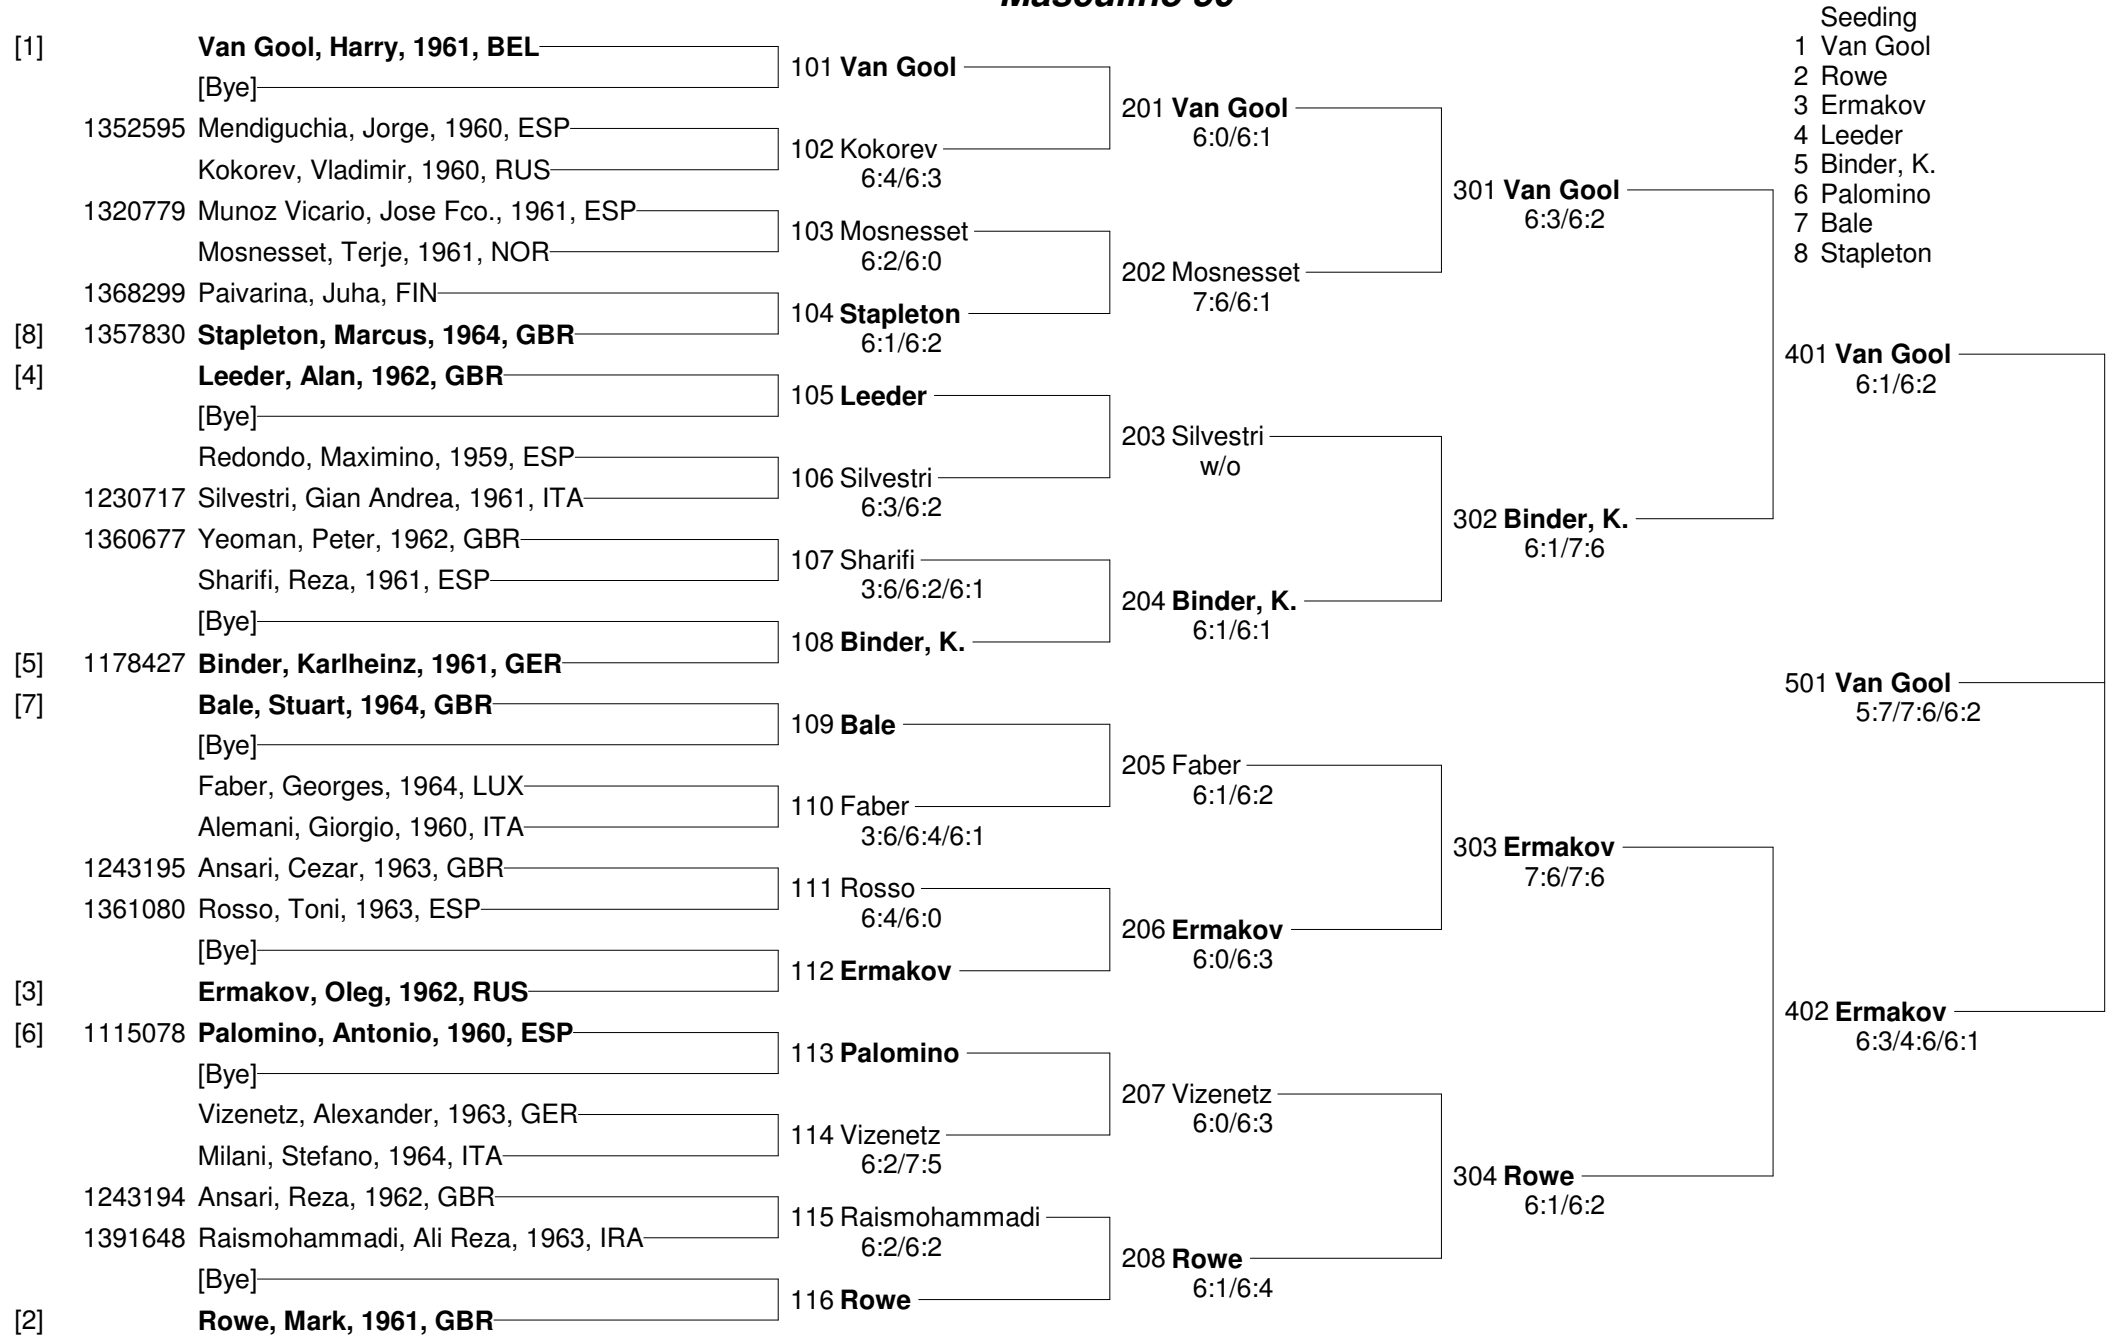 [1] Van Gool, Harry, 1961, BEL
[Bye]
1352595 Mendiguchia, Jorge, 1960, ESP
Kokorev, Vladimir, 1960, RUS
1320779 Munoz Vicario, Jose Fco., 1961, ESP
Mosnesset, Terje, 1961, NOR
1368299 Paivarina, Juha, FIN
[8] 1357830 Stapleton, Marcus, 1964, GBR
[4] Leeder, Alan, 1962, GBR
[Bye]
Redondo, Maximino, 1959, ESP
1230717 Silvestri, Gian Andrea, 1961, ITA
1360677 Yeoman, Peter, 1962, GBR
Sharifi, Reza, 1961, ESP
[Bye]
[5] 1178427 Binder, Karlheinz, 1961, GER
[7] Bale, Stuart, 1964, GBR
[Bye]
Faber, Georges, 1964, LUX
Alemani, Giorgio, 1960, ITA
1243195 Ansari, Cezar, 1963, GBR
1361080 Rosso, Toni, 1963, ESP
[Bye]
[3] Ermakov, Oleg, 1962, RUS
[6] 1115078 Palomino, Antonio, 1960, ESP
[Bye]
Vizenetz, Alexander, 1963, GER
Milani, Stefano, 1964, ITA
1243194 Ansari, Reza, 1962, GBR
1391648 Raismohammadi, Ali Reza, 1963, IRA
[Bye]
[2] Rowe, Mark, 1961, GBR
101 Van Gool
102 Kokorev
6:4/6:3
103 Mosnesset
6:2/6:0
104 Stapleton
6:1/6:2
105 Leeder
106 Silvestri
6:3/6:2
107 Sharifi
3:6/6:2/6:1
108 Binder, K.
109 Bale
110 Faber
3:6/6:4/6:1
111 Rosso
6:4/6:0
112 Ermakov
113 Palomino
114 Vizenetz
6:2/7:5
115 Raismohammadi
6:2/6:2
116 Rowe
201 Van Gool
6:0/6:1
202 Mosnesset
7:6/6:1
203 Silvestri
w/o
204 Binder, K.
6:1/6:1
205 Faber
6:1/6:2
206 Ermakov
6:0/6:3
207 Vizenetz
6:0/6:3
208 Rowe
6:1/6:4
301 Van Gool
6:3/6:2
302 Binder, K.
6:1/7:6
303 Ermakov
7:6/7:6
304 Rowe
6:1/6:2
401 Van Gool
6:1/6:2
501 Van Gool
5:7/7:6/6:2
402 Ermakov
6:3/4:6/6:1
Seeding
1 Van Gool
2 Rowe
3 Ermakov
4 Leeder
5 Binder, K.
6 Palomino
7 Bale
8 Stapleton